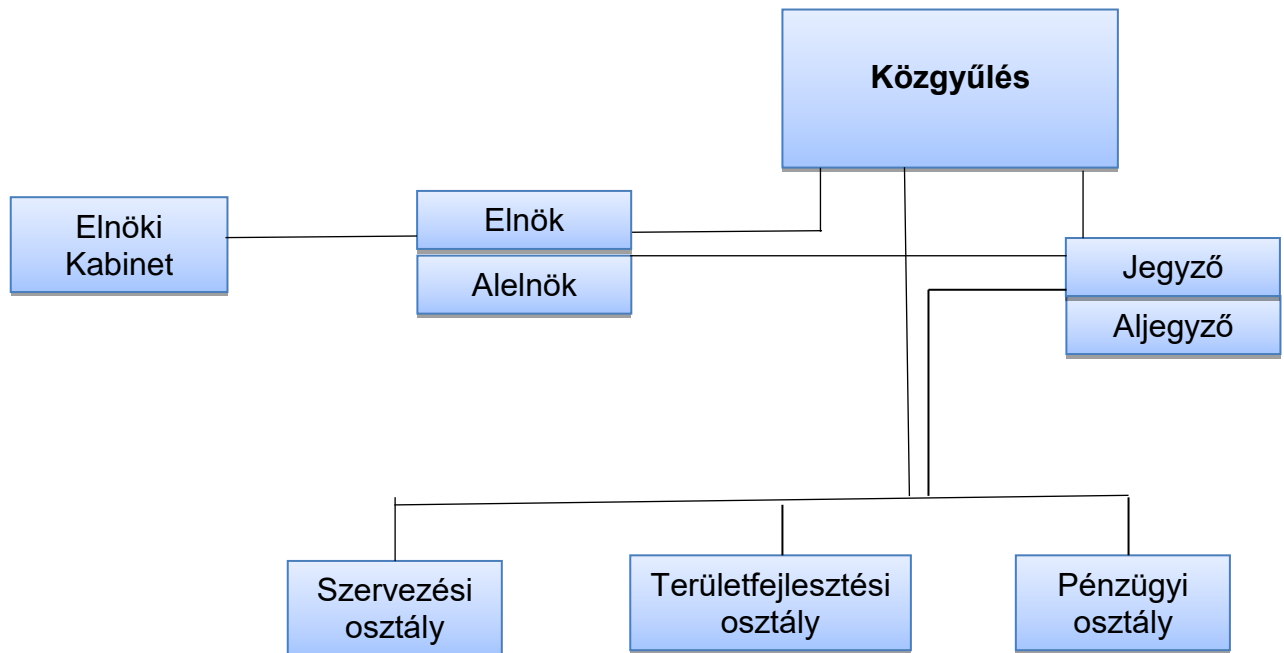 Közgyűlés
Elnöki
Kabinet
Elnök
Alelnök
Jegyző
Aljegyző
Szervezési
osztály
Területfejlesztési
osztály
Pénzügyi
osztály